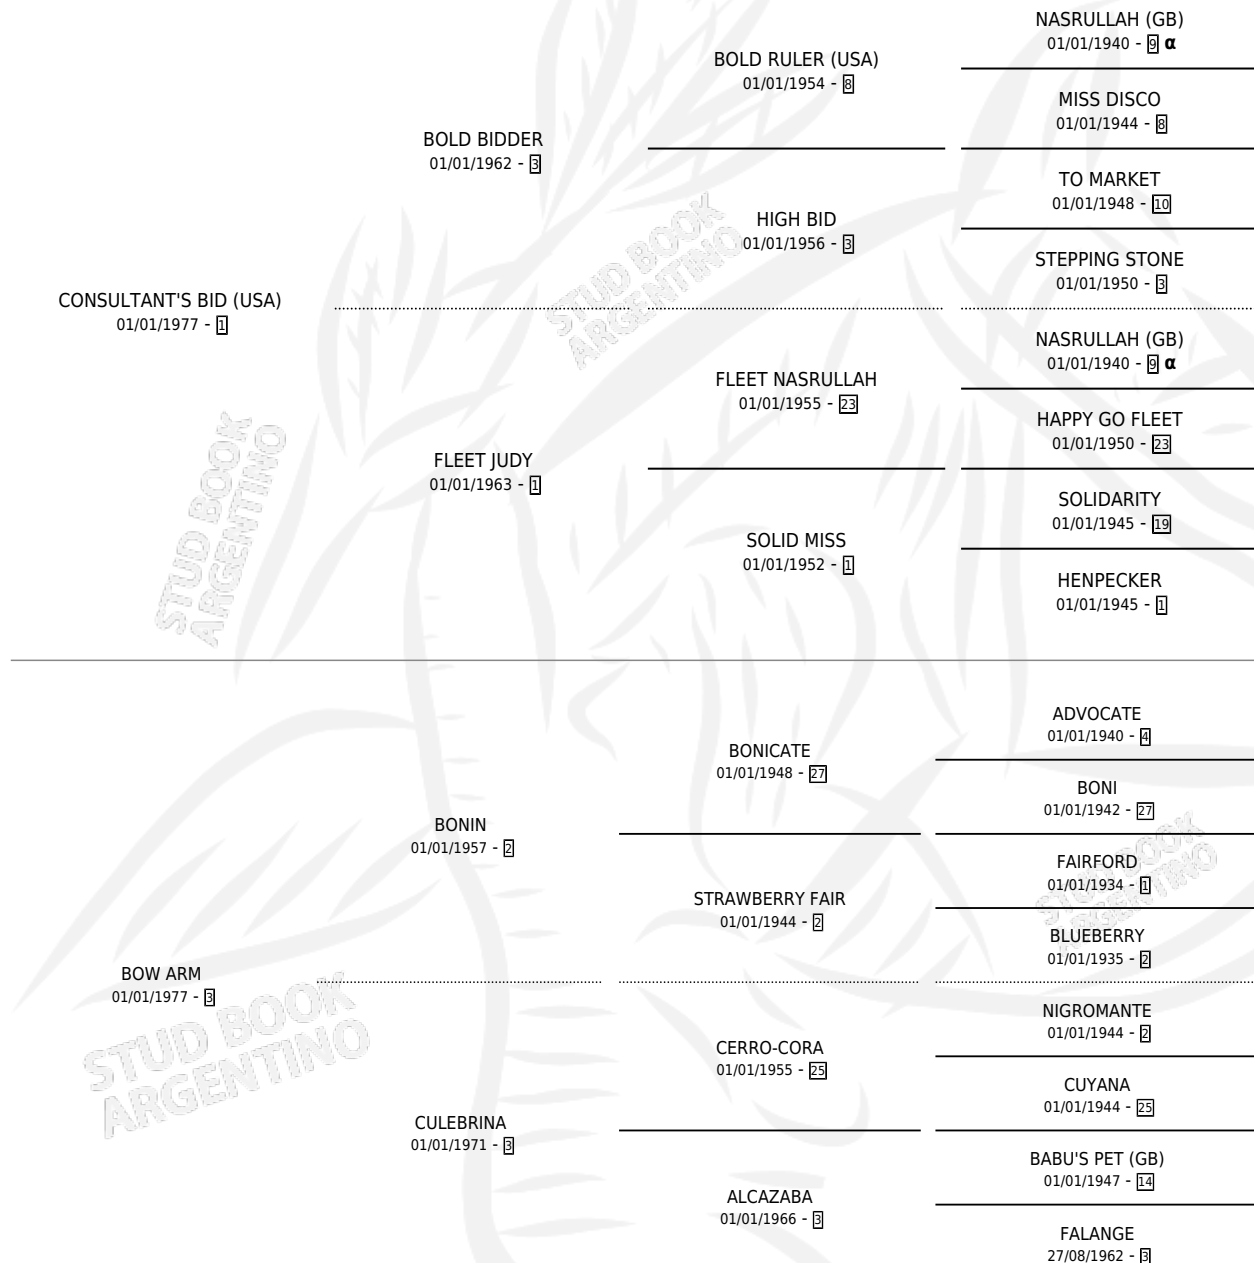 NASRULLAH (GB)
01/01/1940 - 9 α
BOLD RULER (USA)
01/01/1954 - 8
MISS DISCO
01/01/1944 - 8
BOLD BIDDER
01/01/1962 - 3
TO MARKET
01/01/1948 - 10
HIGH BID
01/01/1956 - 3
STEPPING STONE
01/01/1950 - 3
CONSULTANT'S BID (USA)
01/01/1977 - 1
NASRULLAH (GB)
01/01/1940 - 9 α
FLEET NASRULLAH
01/01/1955 - 23
HAPPY GO FLEET
01/01/1950 - 23
FLEET JUDY
01/01/1963 - 1
SOLIDARITY
01/01/1945 - 19
SOLID MISS
01/01/1952 - 1
HENPECKER
01/01/1945 - 1
ADVOCATE
01/01/1940 - 4
BONICATE
01/01/1948 - 27
BONI
01/01/1942 - 27
BONIN
01/01/1957 - 2
FAIRFORD
01/01/1934 - 1
STRAWBERRY FAIR
01/01/1944 - 2
BLUEBERRY
01/01/1935 - 2
BOW ARM
01/01/1977 - 3
NIGROMANTE
01/01/1944 - 2
CERRO-CORA
01/01/1955 - 25
CUYANA
01/01/1944 - 25
CULEBRINA
01/01/1971 - 3
BABU'S PET (GB)
01/01/1947 - 14
ALCAZABA
01/01/1966 - 3
FALANGE
27/08/1962 - 3
STUD BOOK
ARGENTINO
STUD BOOK
ARGENTINO
STUD BOOK
ARGENTINO
STUD BOOK
ARGENTINO